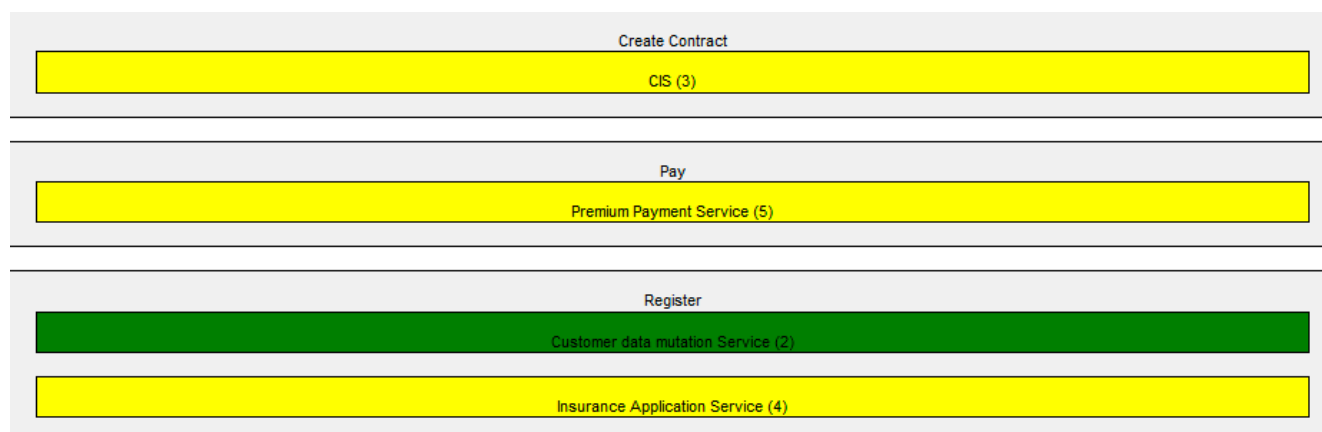 Create Contract
CIS (3)
Pay
Premium Payment Service (5)
Register
Customer data mutation Service (2)
Insurance Application Service (4)